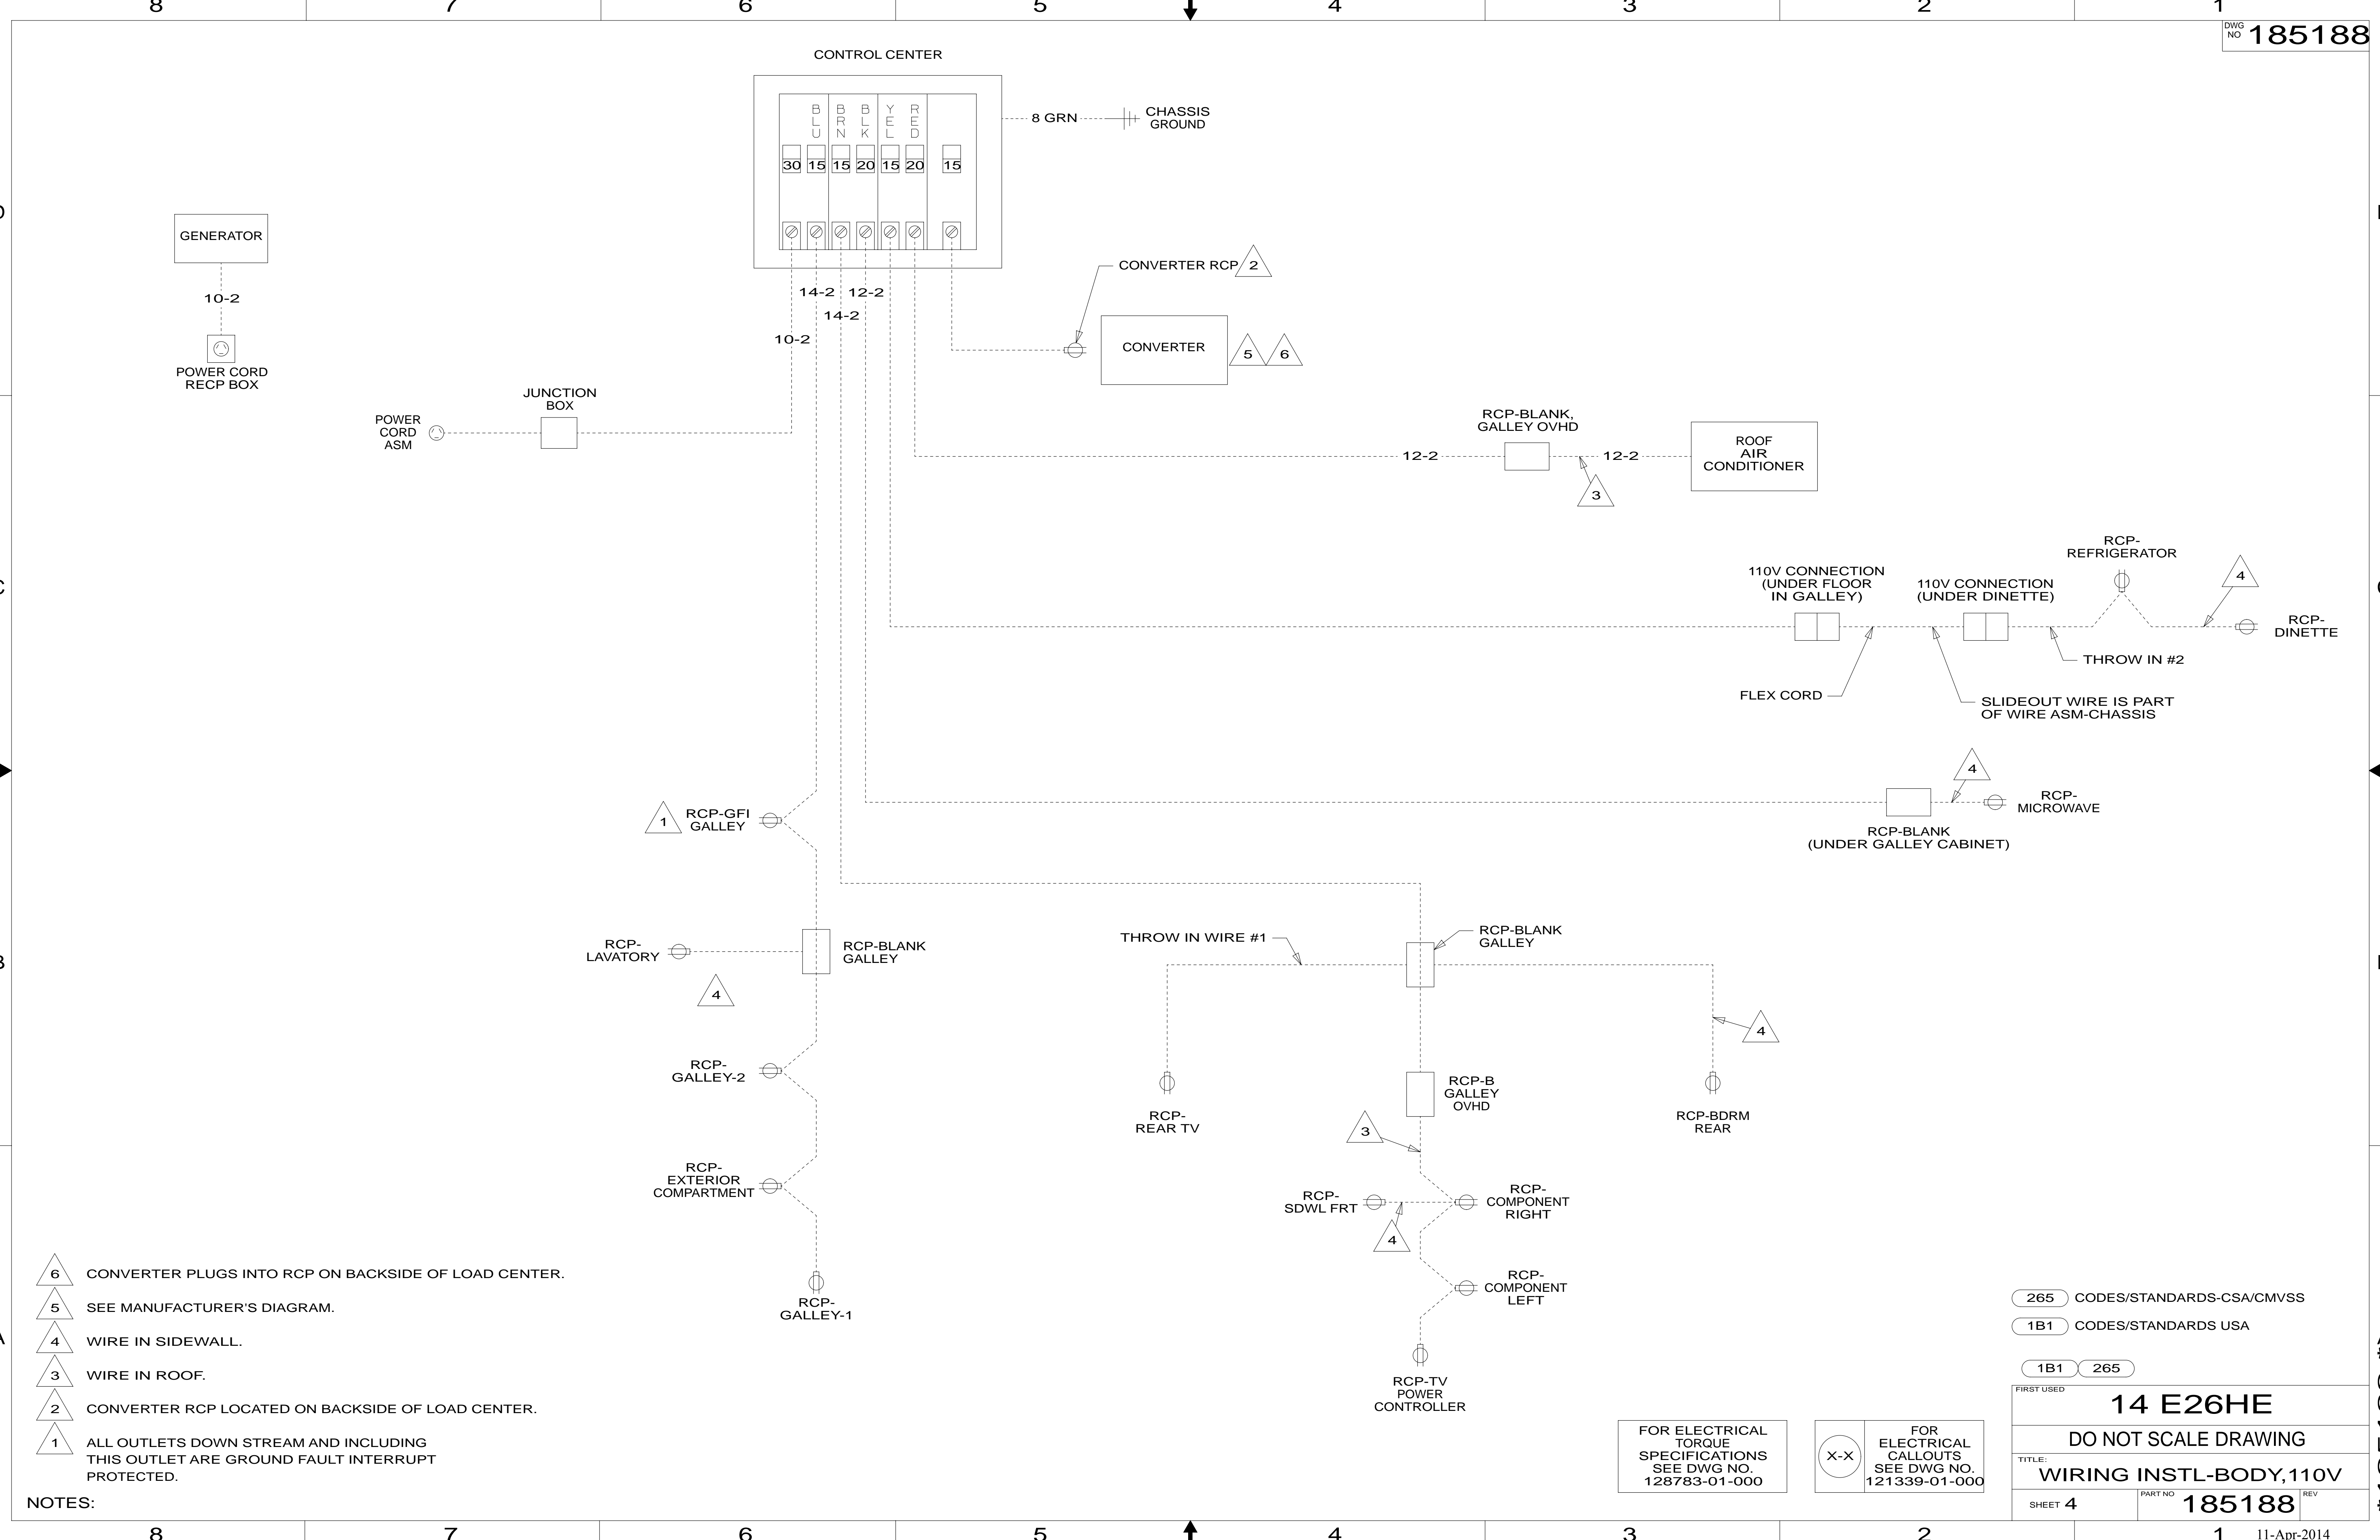 8 7 6 5 4 3 2 1
DWG
NO 185188
CONTROL CENTER
BLU BRN BLK YEL RED
30 15 15 20 15 20 15
8 GRN
CHASSIS
GROUND
GENERATOR
10-2
POWER CORD
RECP BOX
14-2 12-2
14-2
10-2
CONVERTER RCP 2
CONVERTER
5 6
JUNCTION
BOX
POWER
CORD
ASM
RCP-BLANK,
GALLEY OVHD
12-2 12-2
3
ROOF
AIR
CONDITIONER
RCP-
REFRIGERATOR
4
110V CONNECTION
(UNDER FLOOR
IN GALLEY)
110V CONNECTION
(UNDER DINETTE)
RCP-
DINETTE
THROW IN #2
FLEX CORD
SLIDEOUT WIRE IS PART
OF WIRE ASM-CHASSIS
4
RCP-
MICROWAVE
RCP-BLANK
(UNDER GALLEY CABINET)
1
RCP-GFI
GALLEY
RCP-
LAVATORY
RCP-BLANK
GALLEY
4
RCP-
GALLEY-2
RCP-
EXTERIOR
COMPARTMENT
RCP-
GALLEY-1
THROW IN WIRE #1
RCP-BLANK
GALLEY
4
RCP-
REAR TV
RCP-B
GALLEY
OVHD
RCP-BDRM
REAR
3
RCP-
SDWL FRT
RCP-
COMPONENT
RIGHT
4
RCP-
COMPONENT
LEFT
RCP-TV
POWER
CONTROLLER
6 CONVERTER PLUGS INTO RCP ON BACKSIDE OF LOAD CENTER.
5 SEE MANUFACTURER'S DIAGRAM.
4 WIRE IN SIDEWALL.
3 WIRE IN ROOF.
2 CONVERTER RCP LOCATED ON BACKSIDE OF LOAD CENTER.
1 ALL OUTLETS DOWN STREAM AND INCLUDING
THIS OUTLET ARE GROUND FAULT INTERRUPT
PROTECTED.
NOTES:
FOR ELECTRICAL
TORQUE
SPECIFICATIONS
SEE DWG NO.
128783-01-000
X-X
FOR
ELECTRICAL
CALLOUTS
SEE DWG NO.
121339-01-000
265 CODES/STANDARDS-CSA/CMVSS
1B1 CODES/STANDARDS USA
1B1 265
FIRST USED
14 E26HE
DO NOT SCALE DRAWING
TITLE:
WIRING INSTL-BODY,110V
SHEET 4
PART NO 185188
REV
8 7 6 5 4 3 2 1
11-Apr-2014